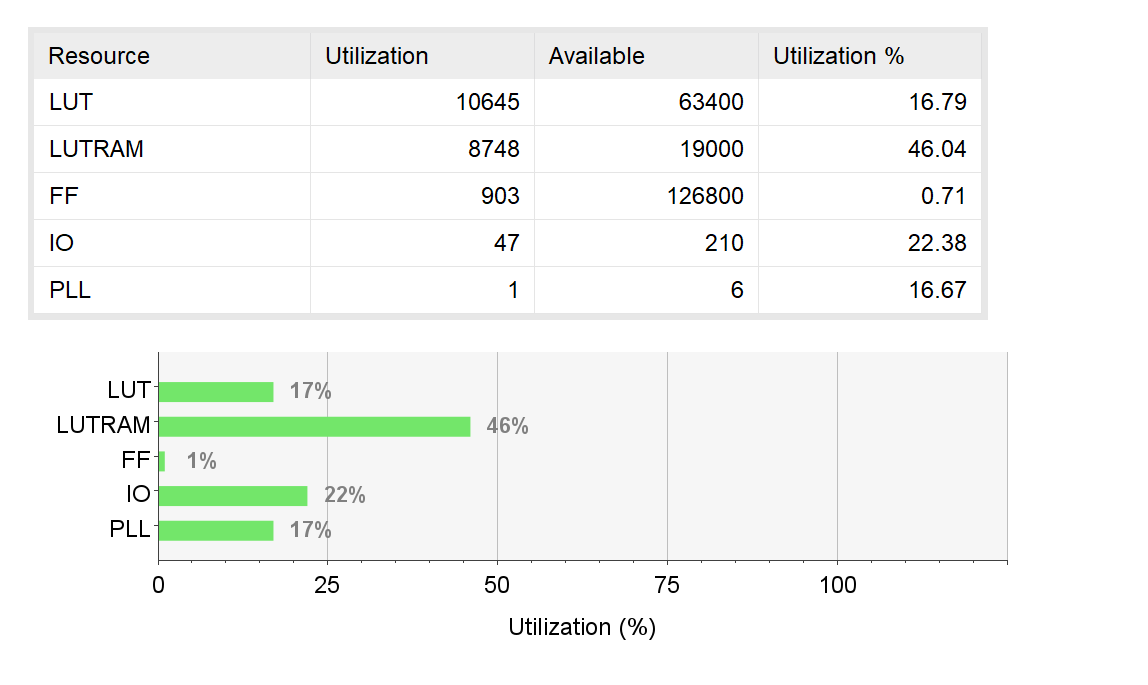 Resource Utilization Available Utilization %
LUT 10645 63400 16.79
LUTRAM 8748 19000 46.04
FF 903 126800 0.71
IO 47 210 22.38
PLL 1 6 16.67
LUT 17%
LUTRAM 46%
FF 1%
IO 22%
PLL 17%
0 25 50 75 100
Utilization (%)